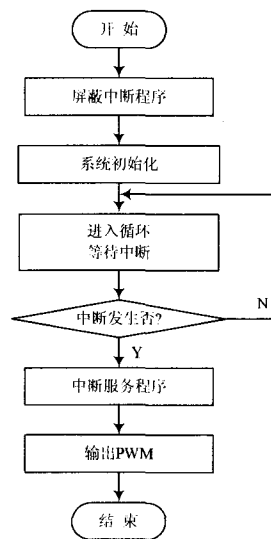 开 始
屏蔽中断程序
系统初始化
进入循环
等待中断
中断发生否?
N
Y
中断服务程序
输出PWM
结 束